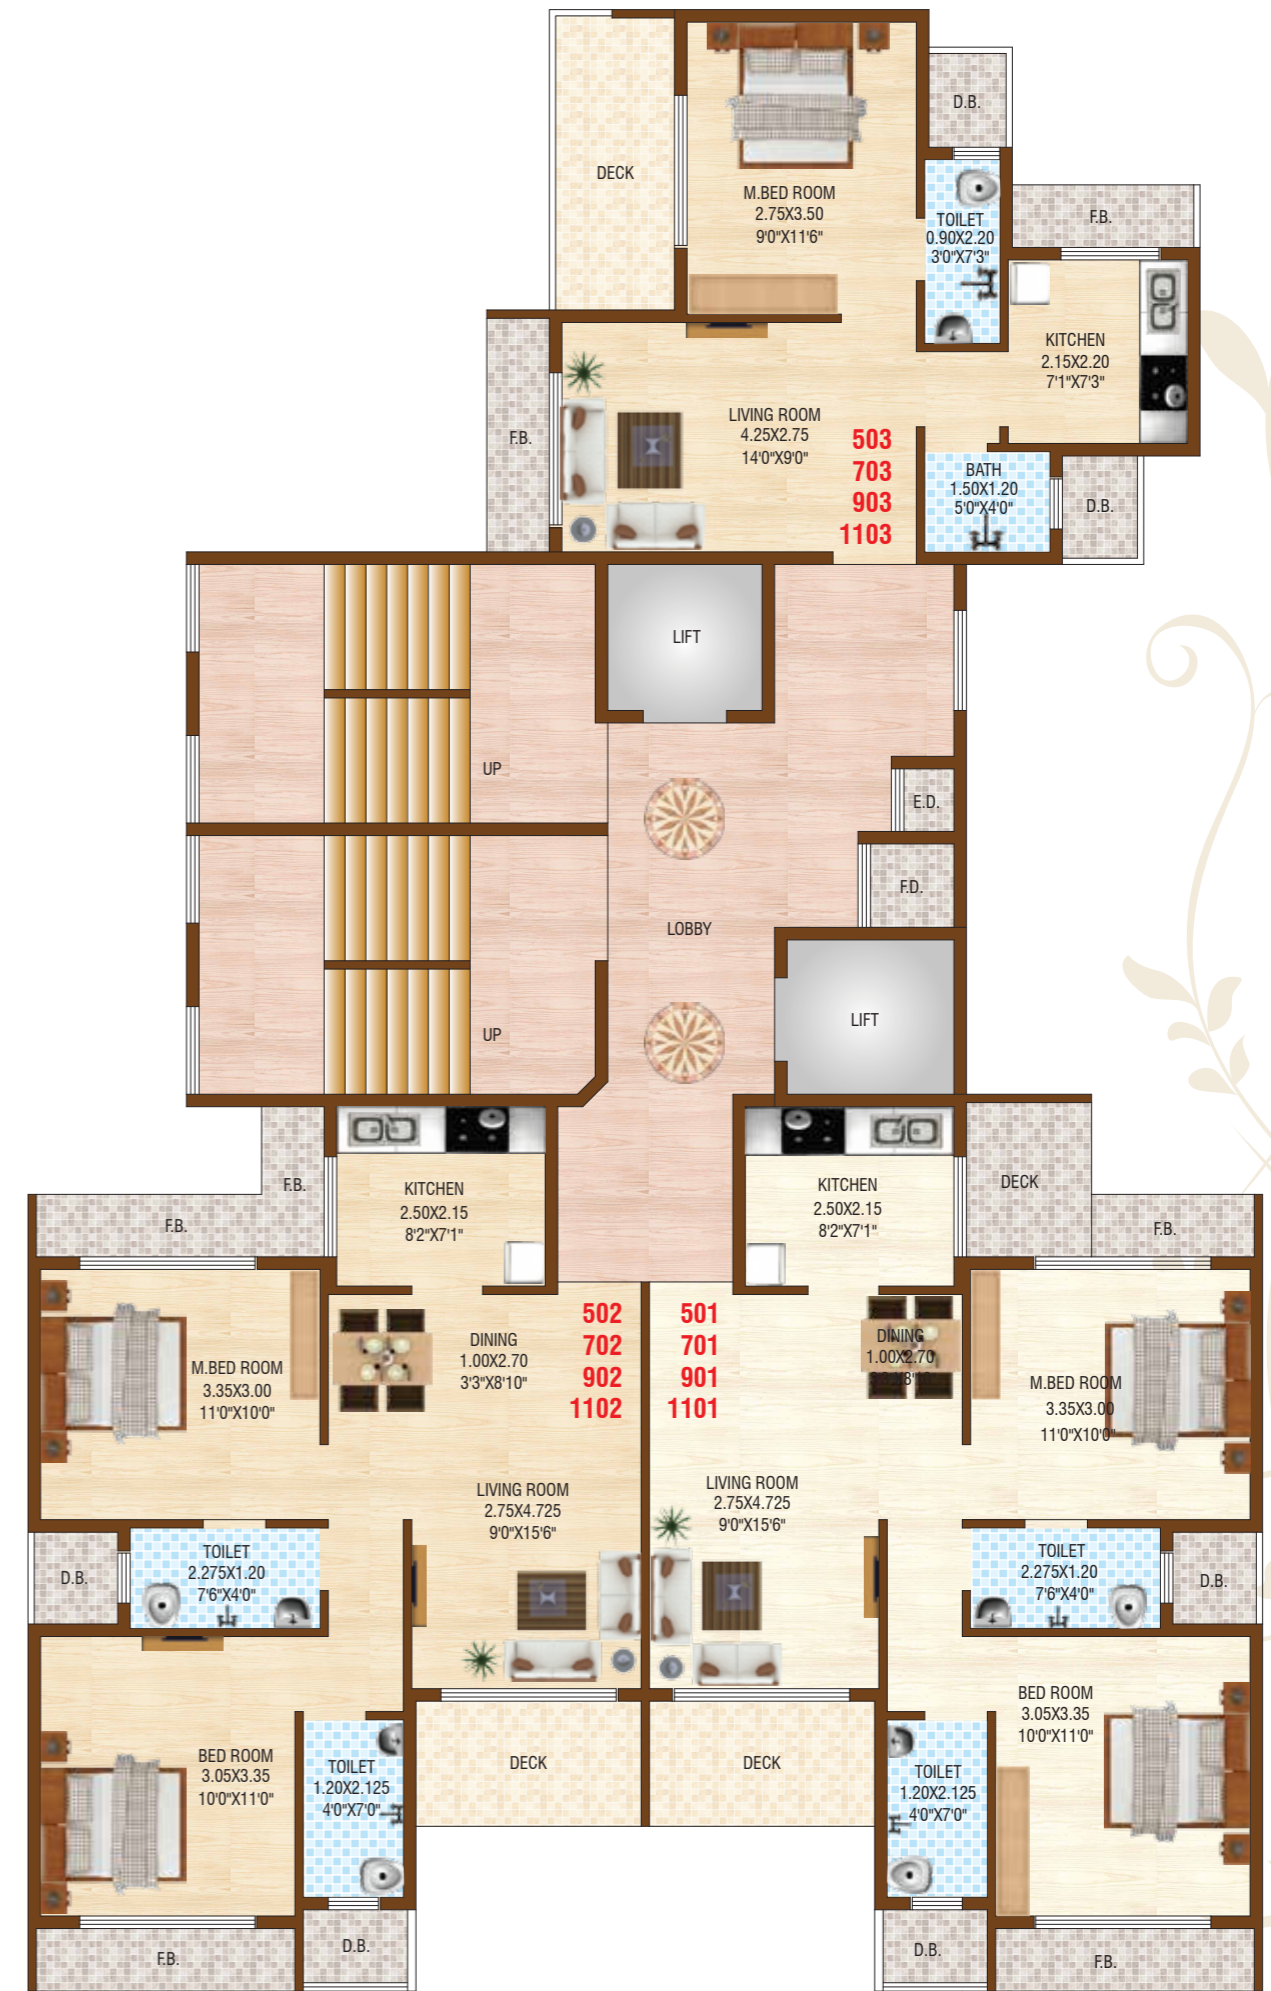 D.B.
DECK
M.BED ROOM
2.75X3.50
9'0"X11'6"
TOILET
0.90X2.20
3'0"X7'3"
F.B.
KITCHEN
2.15X2.20
7'1"X7'3"
F.B.
LIVING ROOM
4.25X2.75
14'0"X9'0"
503
703
903
1103
BATH
1.50X1.20
5'0"X4'0"
D.B.
LIFT
UP
E.D.
F.D.
LOBBY
LIFT
UP
F.B.
F.B.
KITCHEN
2.50X2.15
8'2"X7'1"
KITCHEN
2.50X2.15
8'2"X7'1"
DECK
F.B.
M.BED ROOM
3.35X3.00
11'0"X10'0"
DINING
1.00X2.70
3'3"X8'10"
502
702
902
1102
501
701
901
1101
DINING
1.00X2.70
M.BED ROOM
3.35X3.00
11'0"X10'0"
LIVING ROOM
2.75X4.725
9'0"X15'6"
LIVING ROOM
2.75X4.725
9'0"X15'6"
D.B.
TOILET
2.275X1.20
7'6"X4'0"
TOILET
2.275X1.20
7'6"X4'0"
D.B.
BED ROOM
3.05X3.35
10'0"X11'0"
TOILET
1.20X2.125
4'0"X7'0"
DECK
DECK
TOILET
1.20X2.125
4'0"X7'0"
BED ROOM
3.05X3.35
10'0"X11'0"
F.B.
D.B.
D.B.
F.B.